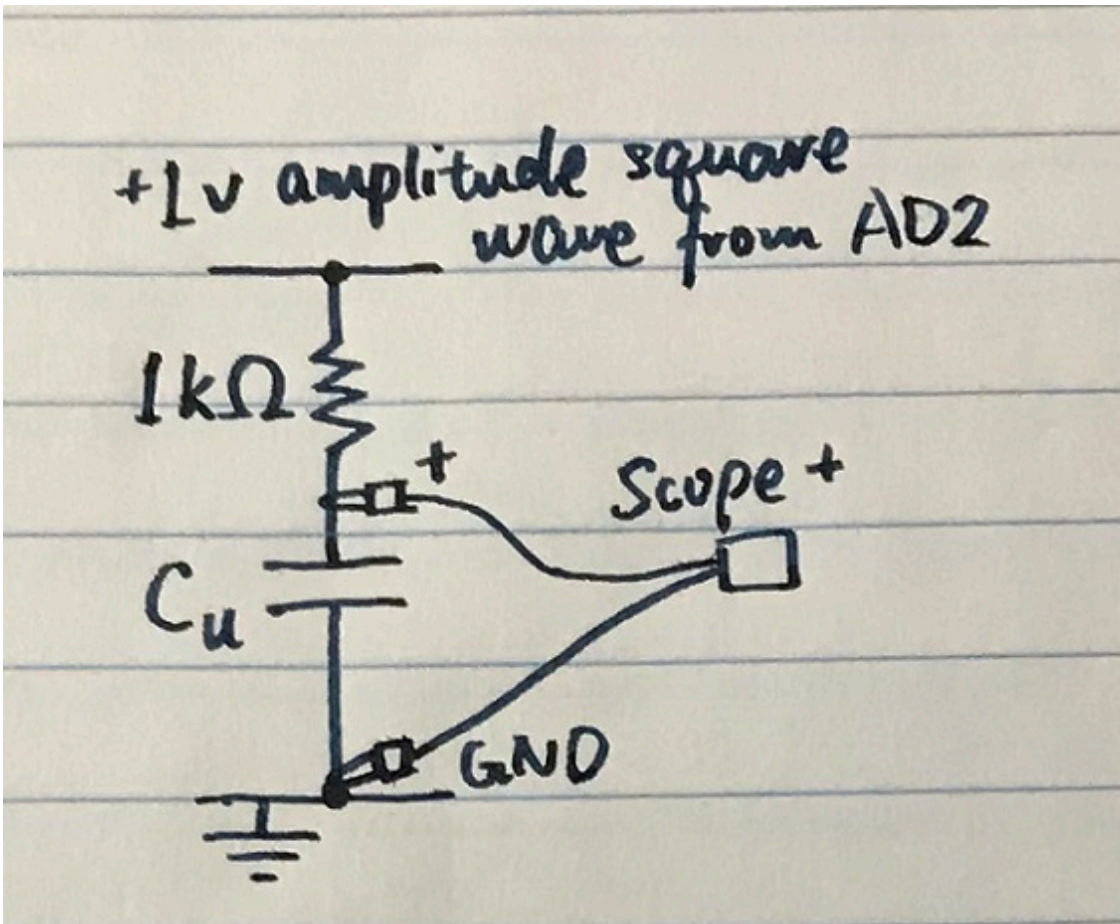 +1v amplitude square
wave from AD2
1kΩ
+
Scope +
Cu
GND